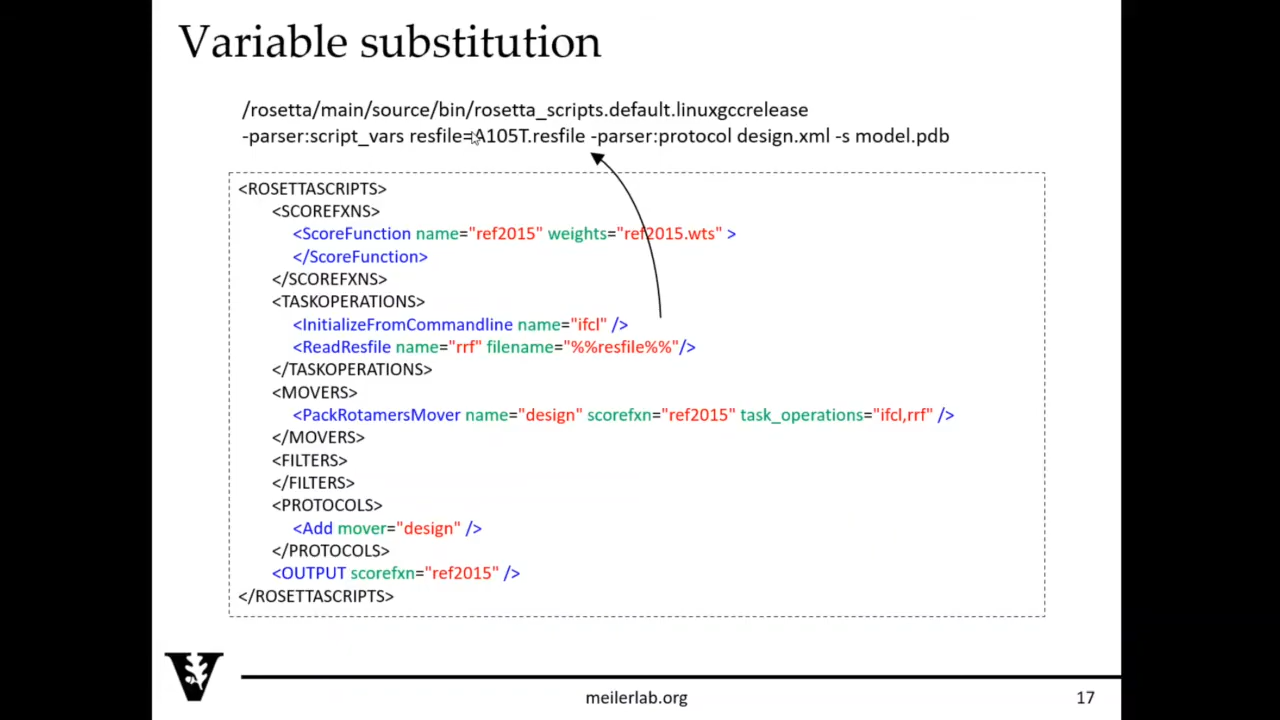 Variable substitution
/rosetta/main/source/bin/rosetta_scripts.default.linuxgccrelease
-parser:script_vars resfile=A105T.resfile -parser:protocol design.xml -s model.pdb
<ROSETTASCRIPTS>
<SCOREFXNS>
<ScoreFunction name="ref2015" weights="ref2015.wts" >
</ScoreFunction>
</SCOREFXNS>
<TASKOPERATIONS>
<InitializeFromCommandline name="ifcl" />
<ReadResfile name="rrf" filename="%%resfile%%"/>
</TASKOPERATIONS>
<MOVERS>
<PackRotamersMover name="design" scorefxn="ref2015" task_operations="ifcl,rrf" />
</MOVERS>
<FILTERS>
</FILTERS>
<PROTOCOLS>
<Add mover="design" />
</PROTOCOLS>
<OUTPUT scorefxn="ref2015" />
</ROSETTASCRIPTS>
V
meilerlab.org
17